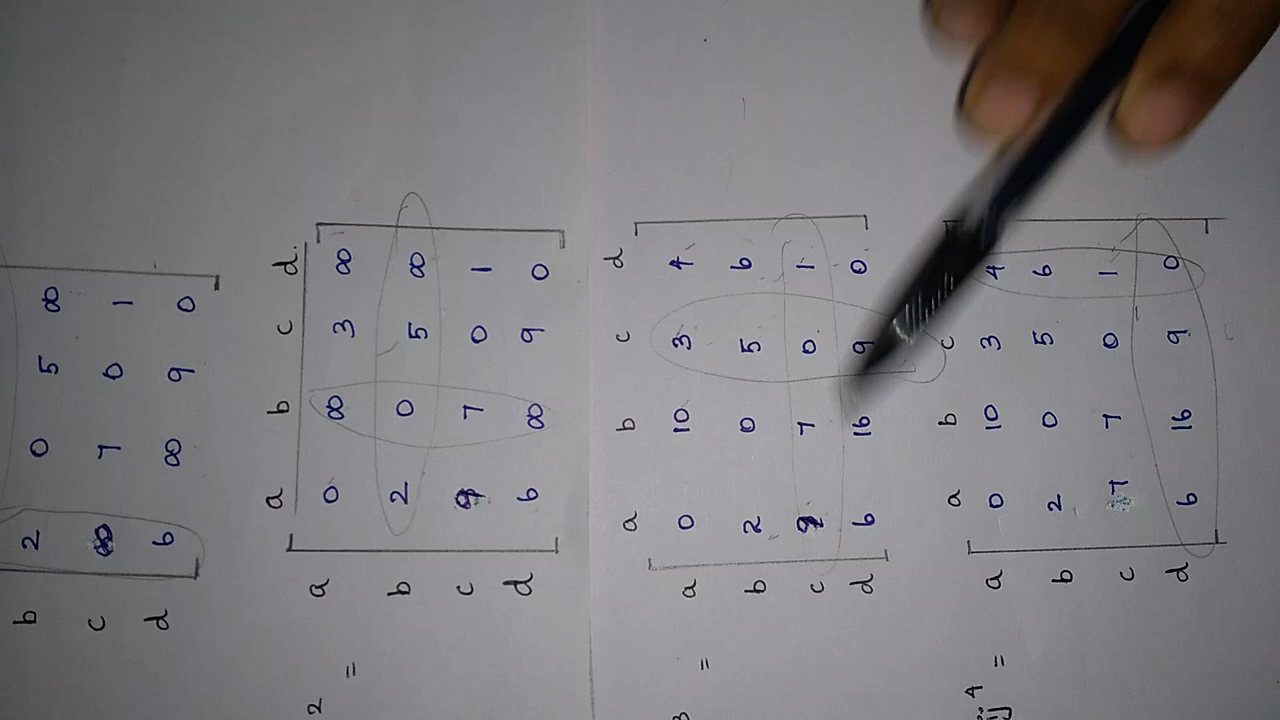 b 2 0 5 ∞
c 7 0 1
d 6 ∞ 9 0
a b c d.
2 = a 0 ∞ 3 ∞
b 2 0 5 ∞
c 7 0 1
d 6 ∞ 9 0
a b c d
3 = a 0 10 3 4
b 2 0 5 6
c 7 0 1
d 6 16 9 0
a b c
ij 4 = a 0 10 3 4
b 2 0 5 6
c 7 7 0 1
d 6 16 9 0